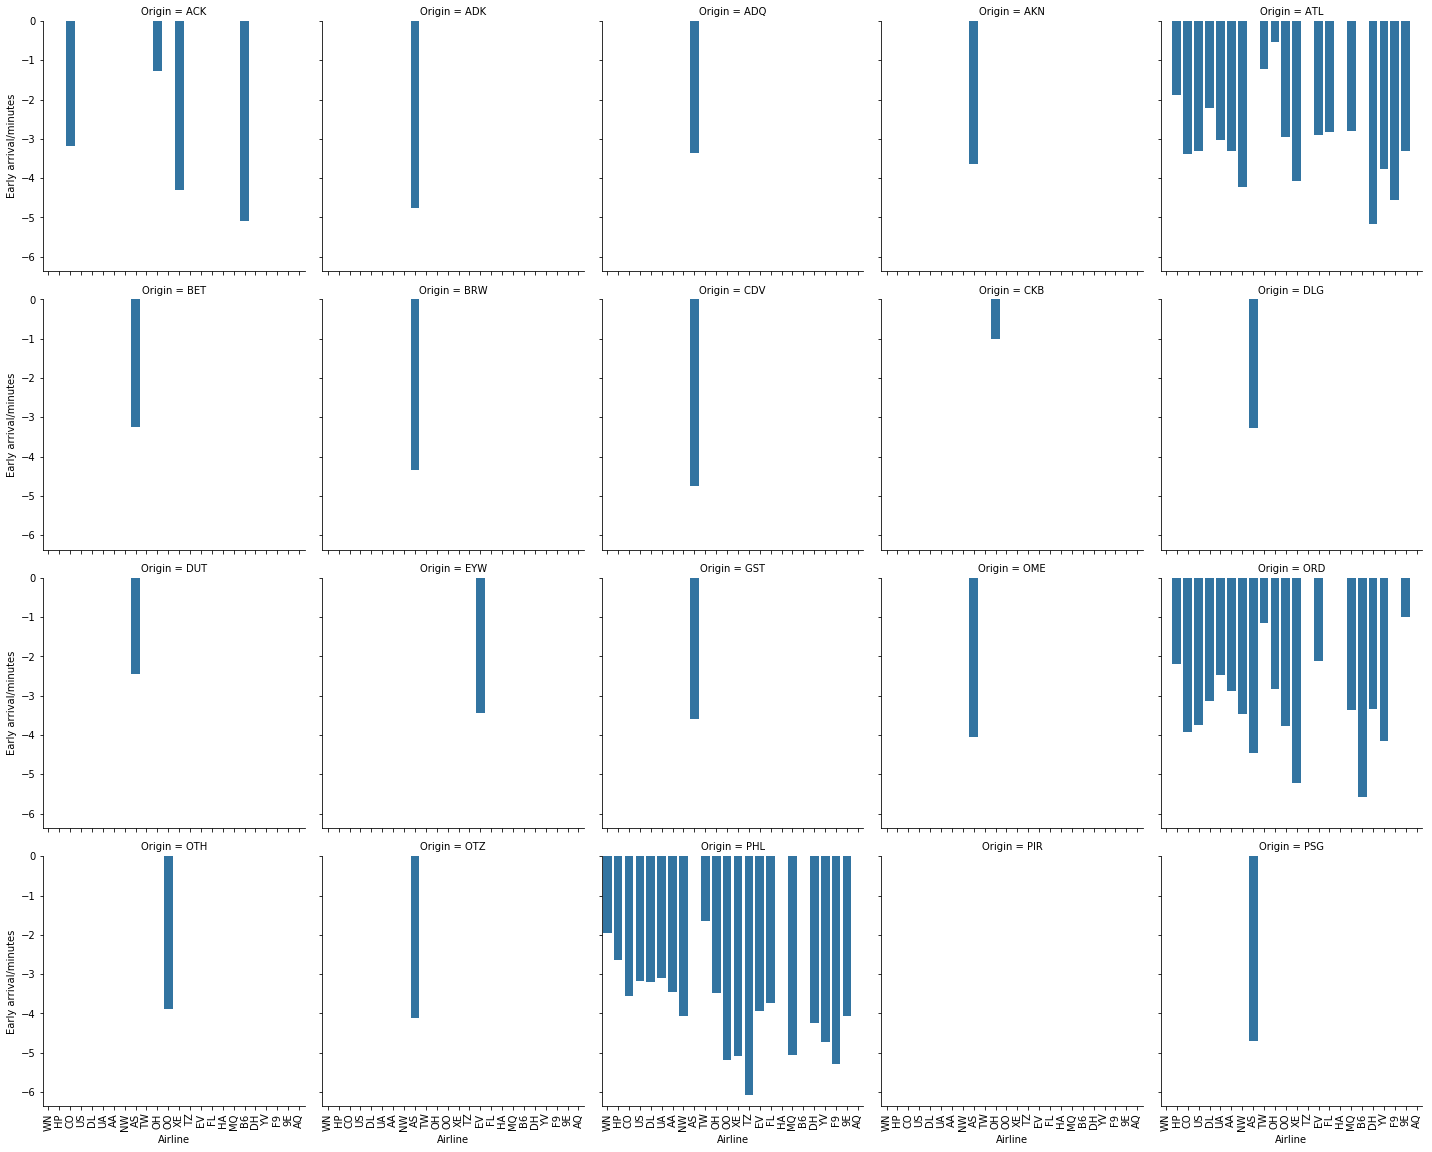 Origin = ACK
Origin = ADK
Origin = ADQ
Origin = AKN
Origin = ATL
0
−1
−2
−3
−4
−5
−6
Early arrival/minutes
Origin = BET
Origin = BRW
Origin = CDV
Origin = CKB
Origin = DLG
0
−1
−2
−3
−4
−5
−6
Early arrival/minutes
Origin = DUT
Origin = EYW
Origin = GST
Origin = OME
Origin = ORD
0
−1
−2
−3
−4
−5
−6
Early arrival/minutes
Origin = OTH
Origin = OTZ
Origin = PHL
Origin = PIR
Origin = PSG
0
−1
−2
−3
−4
−5
−6
Early arrival/minutes
WN HP CO US DL UA AA NW AS TW OH OO XE TZ EV FL HA MQ B6 DH YV F9 9E AQ
Airline
WN HP CO US DL UA AA NW AS TW OH OO XE TZ EV FL HA MQ B6 DH YV F9 9E AQ
Airline
WN HP CO US DL UA AA NW AS TW OH OO XE TZ EV FL HA MQ B6 DH YV F9 9E AQ
Airline
WN HP CO US DL UA AA NW AS TW OH OO XE TZ EV FL HA MQ B6 DH YV F9 9E AQ
Airline
WN HP CO US DL UA AA NW AS TW OH OO XE TZ EV FL HA MQ B6 DH YV F9 9E AQ
Airline